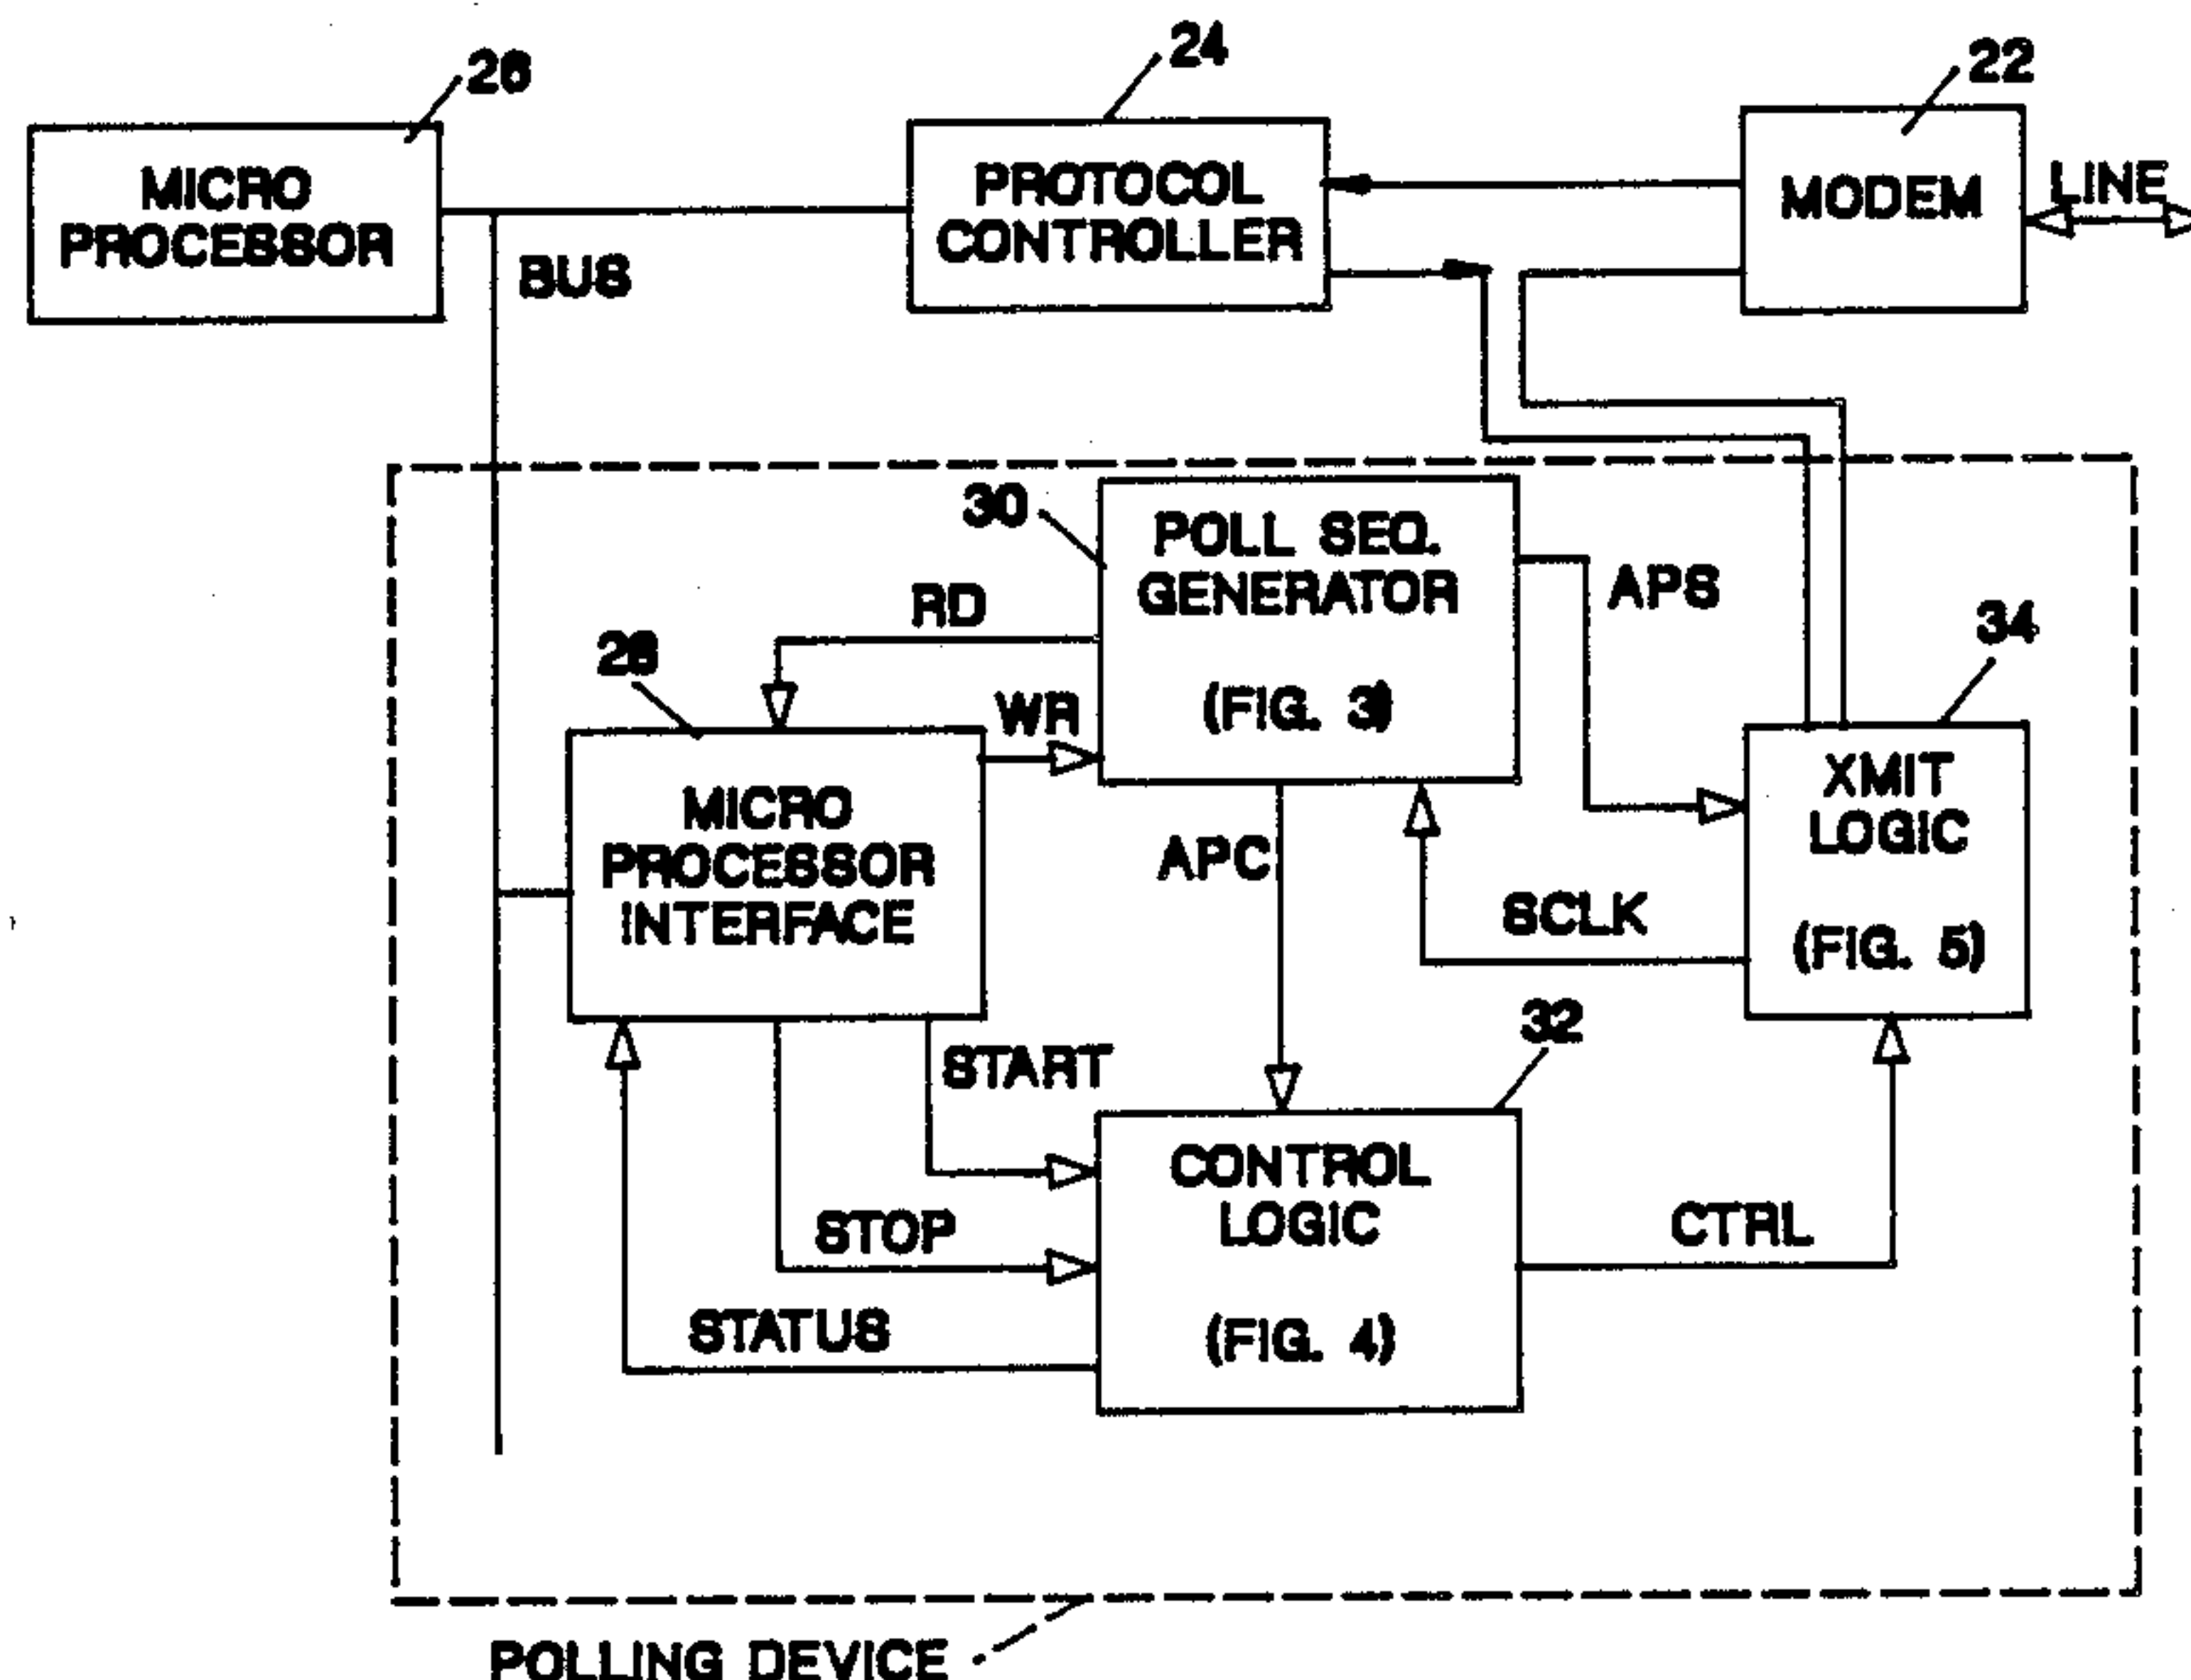 26
24
22
MICRO
PROCESSOR
PROTOCOL
CONTROLLER
MODEM
LINE
BUS
30
POLL SEQ.
GENERATOR
(FIG. 3)
APS
RD
34
28
WR
XMIT
LOGIC
(FIG. 5)
MICRO
PROCESSOR
INTERFACE
APC
SCLK
32
START
CONTROL
LOGIC
(FIG. 4)
STOP
CTRL
STATUS
POLLING DEVICE